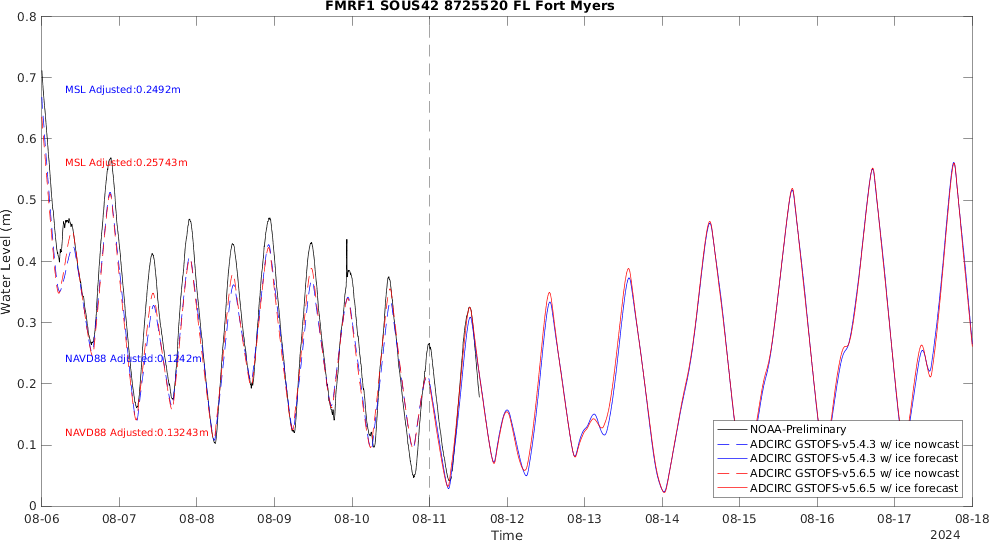 FMRF1 SOUS42 8725520 FL Fort Myers
0.8
0.7
0.6
0.5
0.4
0.3
0.2
0.1
0
Water Level (m)
MSL Adjusted:0.2492m
MSL Adjusted:0.25743m
NAVD88 Adjusted:0.1242m
NAVD88 Adjusted:0.13243m
NOAA-Preliminary
ADCIRC GSTOFS-v5.4.3 w/ ice nowcast
ADCIRC GSTOFS-v5.4.3 w/ ice forecast
ADCIRC GSTOFS-v5.6.5 w/ ice nowcast
ADCIRC GSTOFS-v5.6.5 w/ ice forecast
08-06 08-07 08-08 08-09 08-10 08-11 08-12 08-13 08-14 08-15 08-16 08-17 08-18
Time
2024